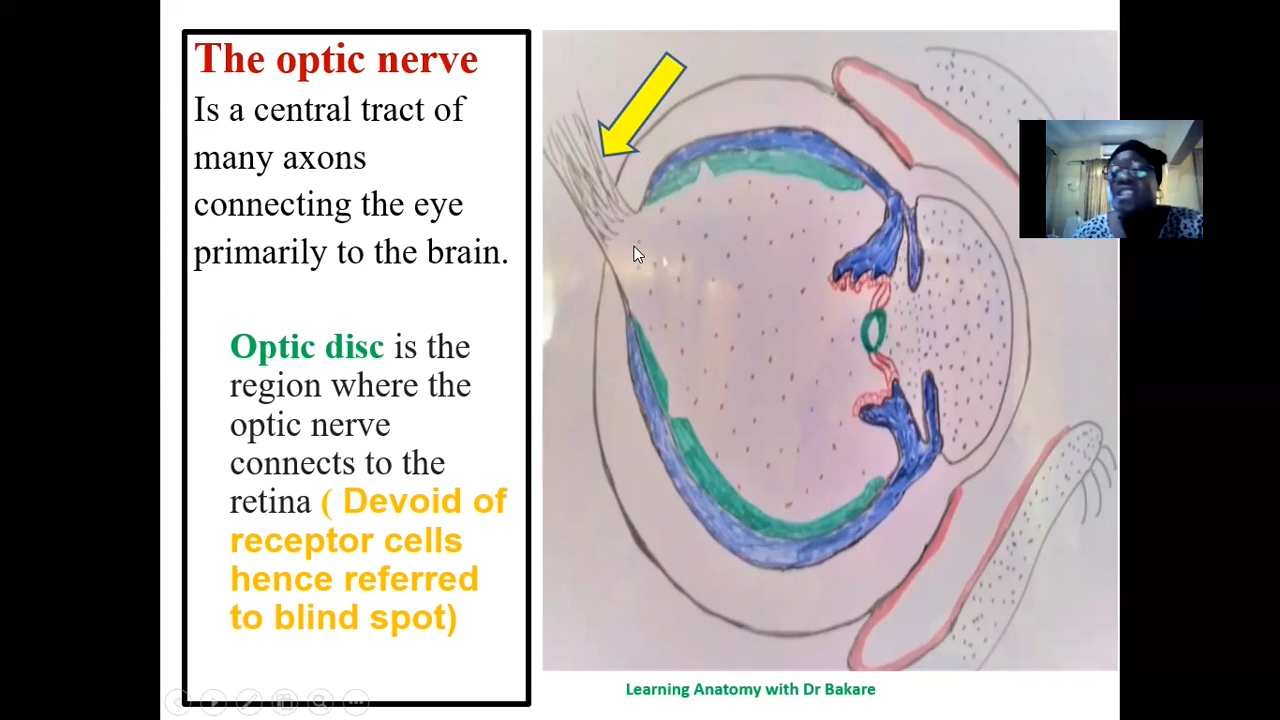 The optic nerve
Is a central tract of
many axons
connecting the eye
primarily to the brain.
Optic disc is the
region where the
optic nerve
connects to the
retina ( Devoid of
receptor cells
hence referred
to blind spot)
Learning Anatomy with Dr Bakare